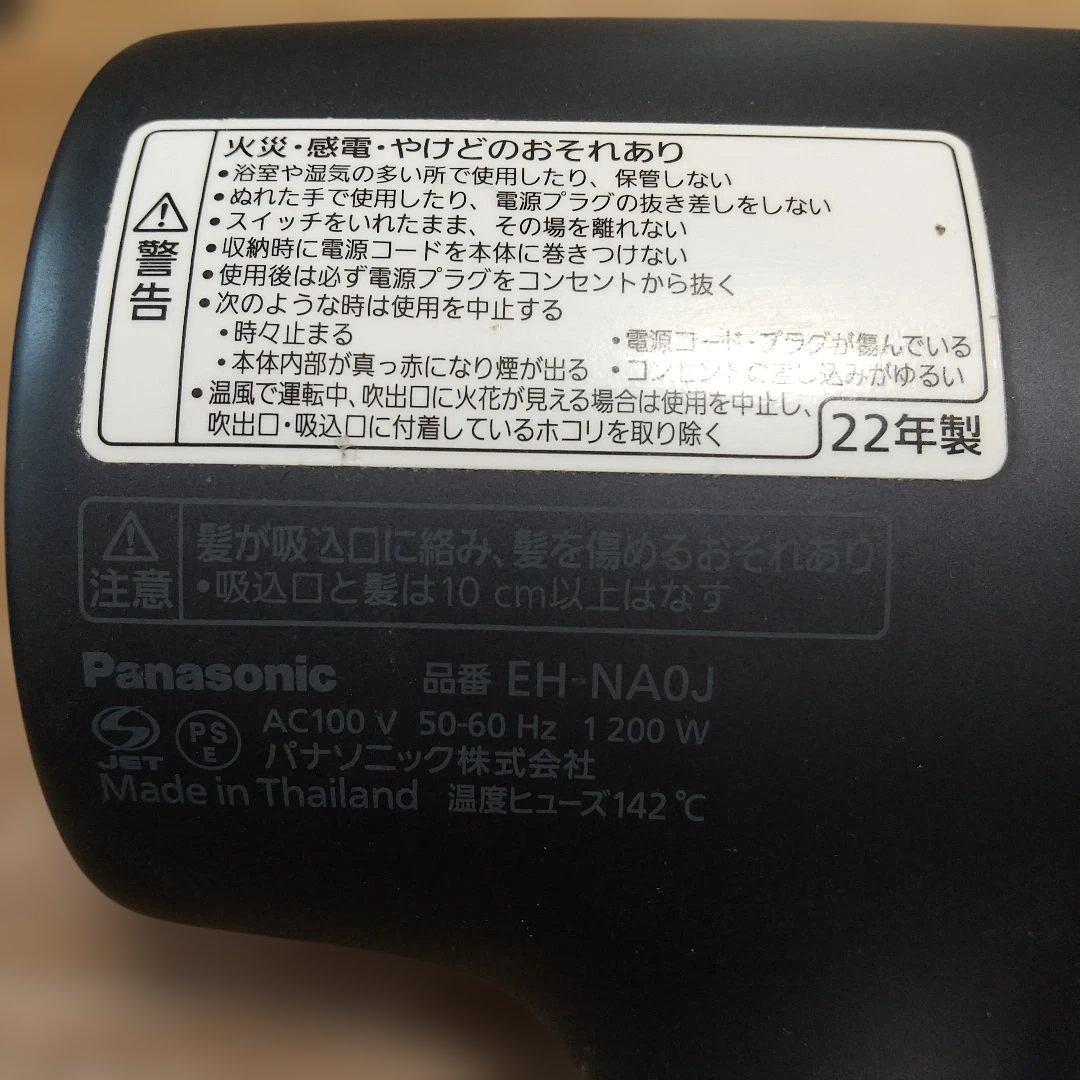 火災・感電・やけどのおそれあり
•浴室や湿気の多い所で使用したり、保管しない
•ぬれた手で使用したり、電源プラグの抜き差しをしない
•スイッチをいれたまま、その場を離れない
•収納時に電源コードを本体に巻きつけない
•使用後は必ず電源プラグをコンセントから抜く
•次のような時は使用を中止する
・時々止まる
・本体内部が真っ赤になり煙が出る
・電源コード・プラグが傷んでいる
・コンセントの差し込みがゆるい
•温風で運転中、吹出口に火花が見える場合は使用を中止し、
吹出口・吸込口に付着しているホコリを取り除く
警告
22年製
注意
髪が吸込口に絡み、髪を傷めるおそれあり
•吸込口と髪は10 cm以上はなす
Panasonic 品番 EH-NA0J
JET PS E AC100 V 50-60 Hz 1 200 W
パナソニック株式会社
Made in Thailand 温度ヒューズ142 ℃